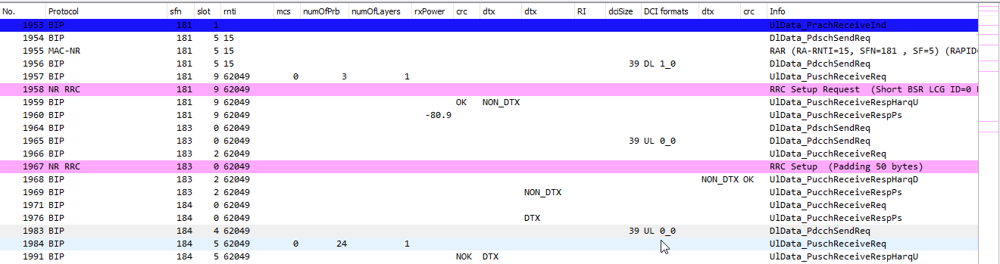 No. Protocol sfn slot rnti mcs numOfPrb numOfLayers rxPower crc dtx dtx RI dciSize DCI formats dtx crc Info
1953 BIP 181 1 UlData_PrachReceiveInd
1954 BIP 181 5 15 DlData_PdschSendReq
1955 MAC-NR 181 5 15 RAR (RA-RNTI=15, SFN=181 , SF=5) (RAPID=
1956 BIP 181 5 15 39 DL 1_0 DlData_PdcchSendReq
1957 BIP 181 9 62049 0 3 1 UlData_PuschReceiveReq
1958 NR RRC 181 9 62049 RRC Setup Request (Short BSR LCG ID=0
1959 BIP 181 9 62049 OK NON_DTX UlData_PuschReceiveRespHarqU
1960 BIP 181 9 62049 -80.9 UlData_PuschReceiveRespPs
1964 BIP 183 0 62049 DlData_PdschSendReq
1965 BIP 183 0 62049 39 UL 0_0 DlData_PdcchSendReq
1966 BIP 183 2 62049 UlData_PucchReceiveReq
1967 NR RRC 183 0 62049 RRC Setup (Padding 50 bytes)
1968 BIP 183 2 62049 NON_DTX OK UlData_PucchReceiveRespHarqD
1969 BIP 183 2 62049 NON_DTX UlData_PucchReceiveRespPs
1971 BIP 184 0 62049 UlData_PucchReceiveReq
1976 BIP 184 0 62049 DTX UlData_PucchReceiveRespPs
1983 BIP 184 4 62049 39 UL 0_0 DlData_PdcchSendReq
1984 BIP 184 5 62049 0 24 1 UlData_PuschReceiveReq
1991 BIP 184 5 62049 NOK DTX UlData_PuschReceiveRespHarqU